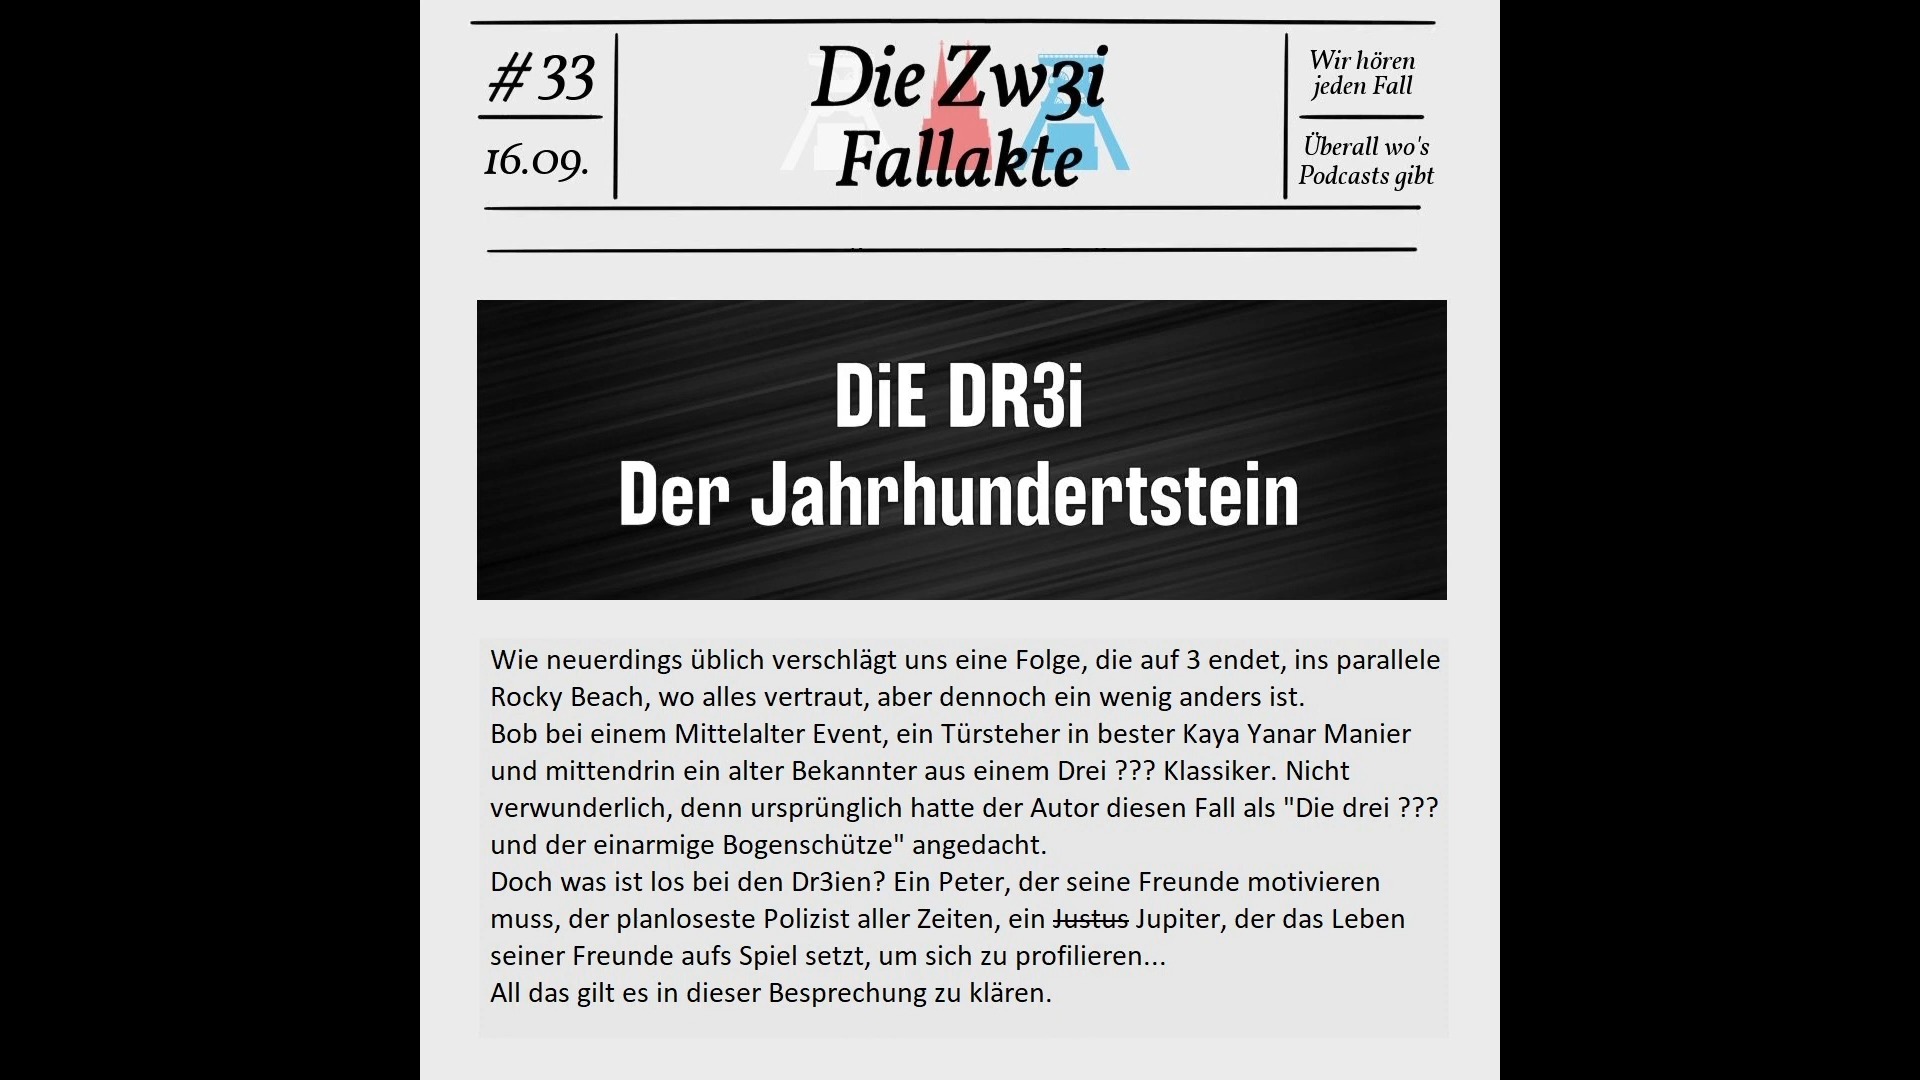 # 33
16.09.
Die Zw3i
Fallakte
Wir hören
jeden Fall
Überall wo's
Podcasts gibt
DiE DR3i
Der Jahrhundertstein
Wie neuerdings üblich verschlägt uns eine Folge, die auf 3 endet, ins parallele
Rocky Beach, wo alles vertraut, aber dennoch ein wenig anders ist.
Bob bei einem Mittelalter Event, ein Türsteher in bester Kaya Yanar Manier
und mittendrin ein alter Bekannter aus einem Drei ??? Klassiker. Nicht
verwunderlich, denn ursprünglich hatte der Autor diesen Fall als "Die drei ???
und der einarmige Bogenschütze" angedacht.
Doch was ist los bei den Dr3ien? Ein Peter, der seine Freunde motivieren
muss, der planloseste Polizist aller Zeiten, ein Justus Jupiter, der das Leben
seiner Freunde aufs Spiel setzt, um sich zu profilieren...
All das gilt es in dieser Besprechung zu klären.